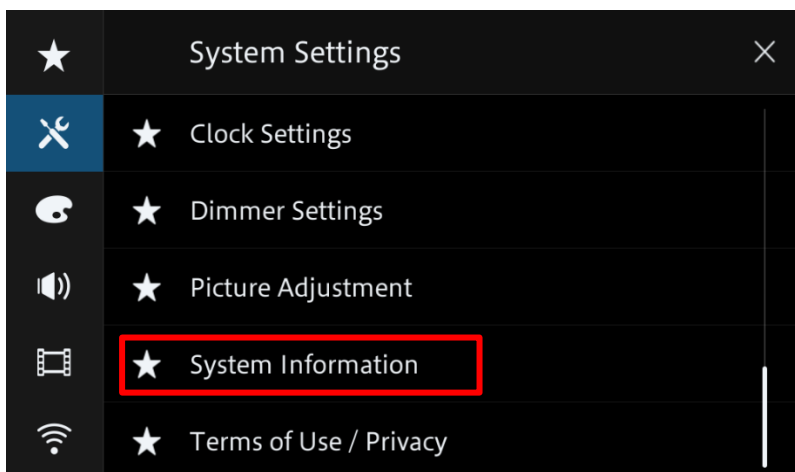 System Settings
Clock Settings
Dimmer Settings
Picture Adjustment
System Information
Terms of Use / Privacy